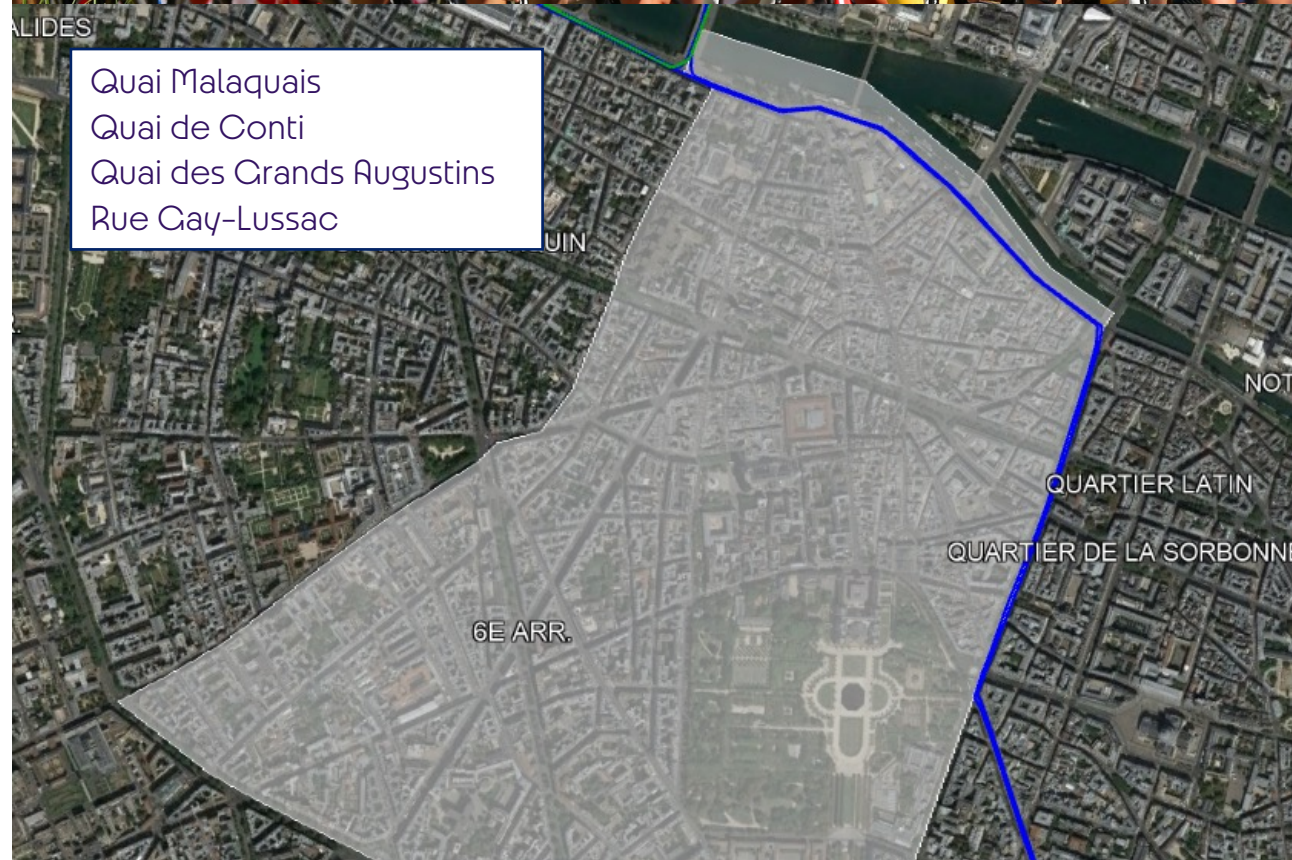 ALIDES
Quai Malaquais
Quai de Conti
Quai des Grands Augustins
Rue Gay-Lussac
UIN
NOT
QUARTIER LATIN
QUARTIER DE LA SORBONNE
6E ARR.